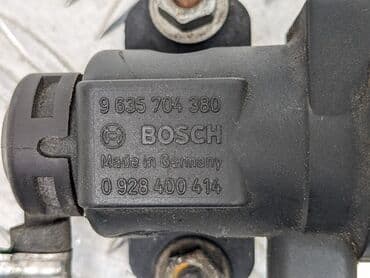 9 635 704 380
BOSCH
Made in Germany
0 928 400 414